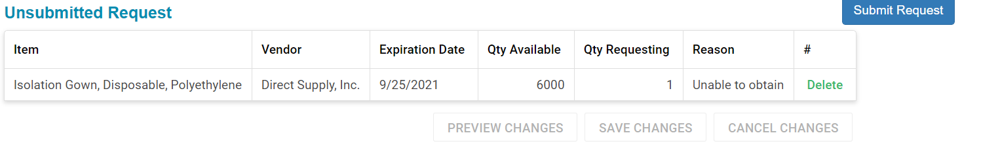 Unsubmitted Request
Submit Request
Item Vendor Expiration Date Qty Available Qty Requesting Reason #
Isolation Gown, Disposable, Polyethylene Direct Supply, Inc. 9/25/2021 6000 1 Unable to obtain Delete
PREVIEW CHANGES SAVE CHANGES CANCEL CHANGES